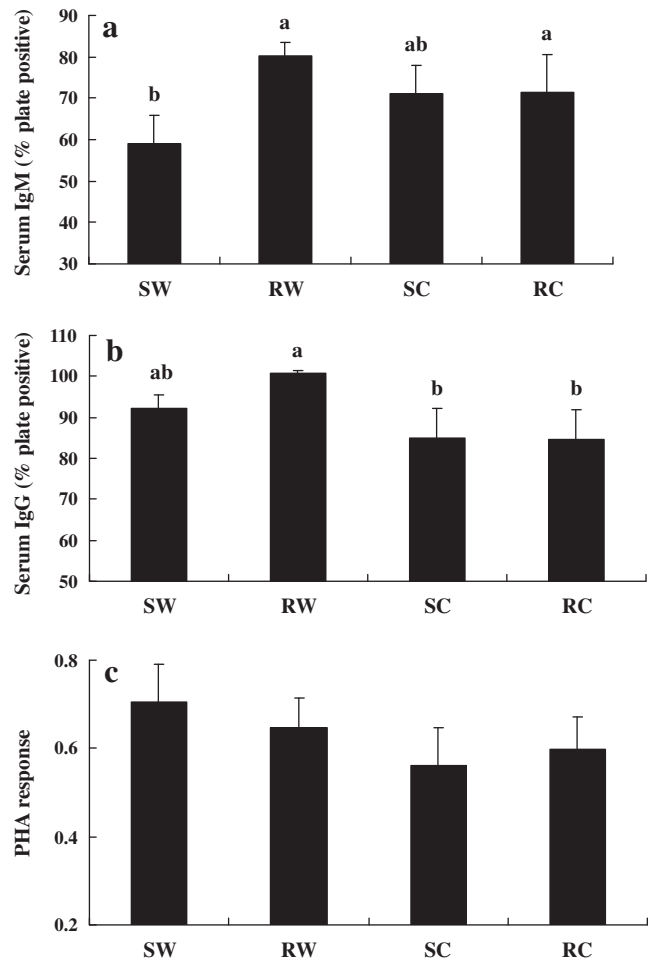 a
Serum IgM (% plate positive)
90
80
70
60
50
40
30
b
a
ab
a
SW RW SC RC
b
Serum IgG (% plate positive)
110
100
90
80
70
60
50
ab
a
b
b
SW RW SC RC
c
PHA response
0.8
0.6
0.4
0.2
SW RW SC RC